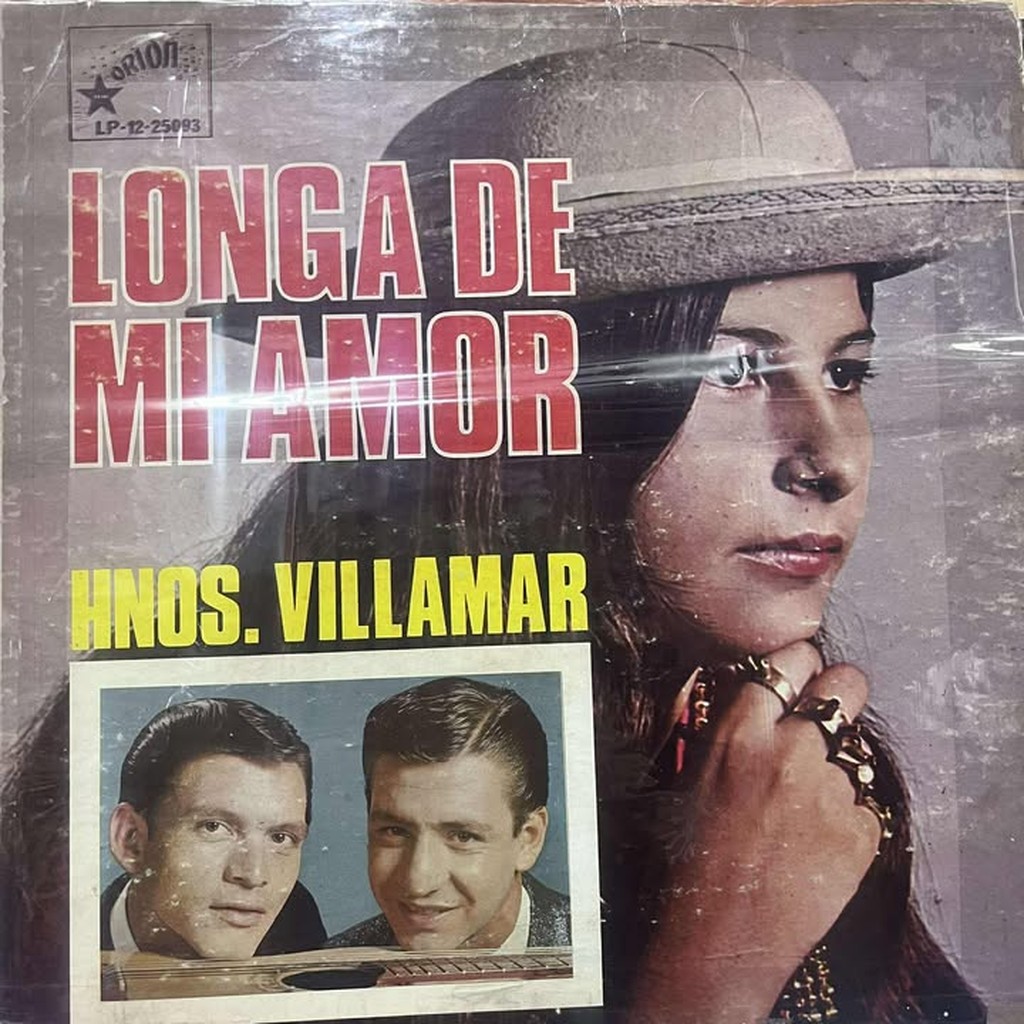 ORION
LP-12-25093
LONGA DE
MI AMOR
HNOS. VILLAMAR